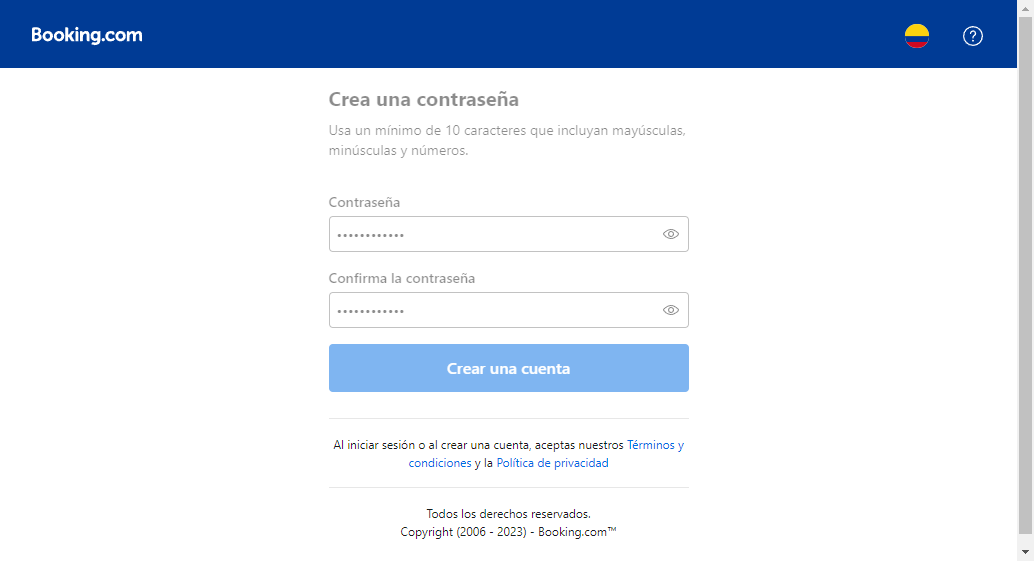 Booking.com
Crea una contraseña
Usa un mínimo de 10 caracteres que incluyan mayúsculas,
minúsculas y números.
Contraseña
••••••••••••
Confirma la contraseña
••••••••••••
Crear una cuenta
Al iniciar sesión o al crear una cuenta, aceptas nuestros Términos y
condiciones y la Política de privacidad
Todos los derechos reservados.
Copyright (2006 - 2023) - Booking.com™